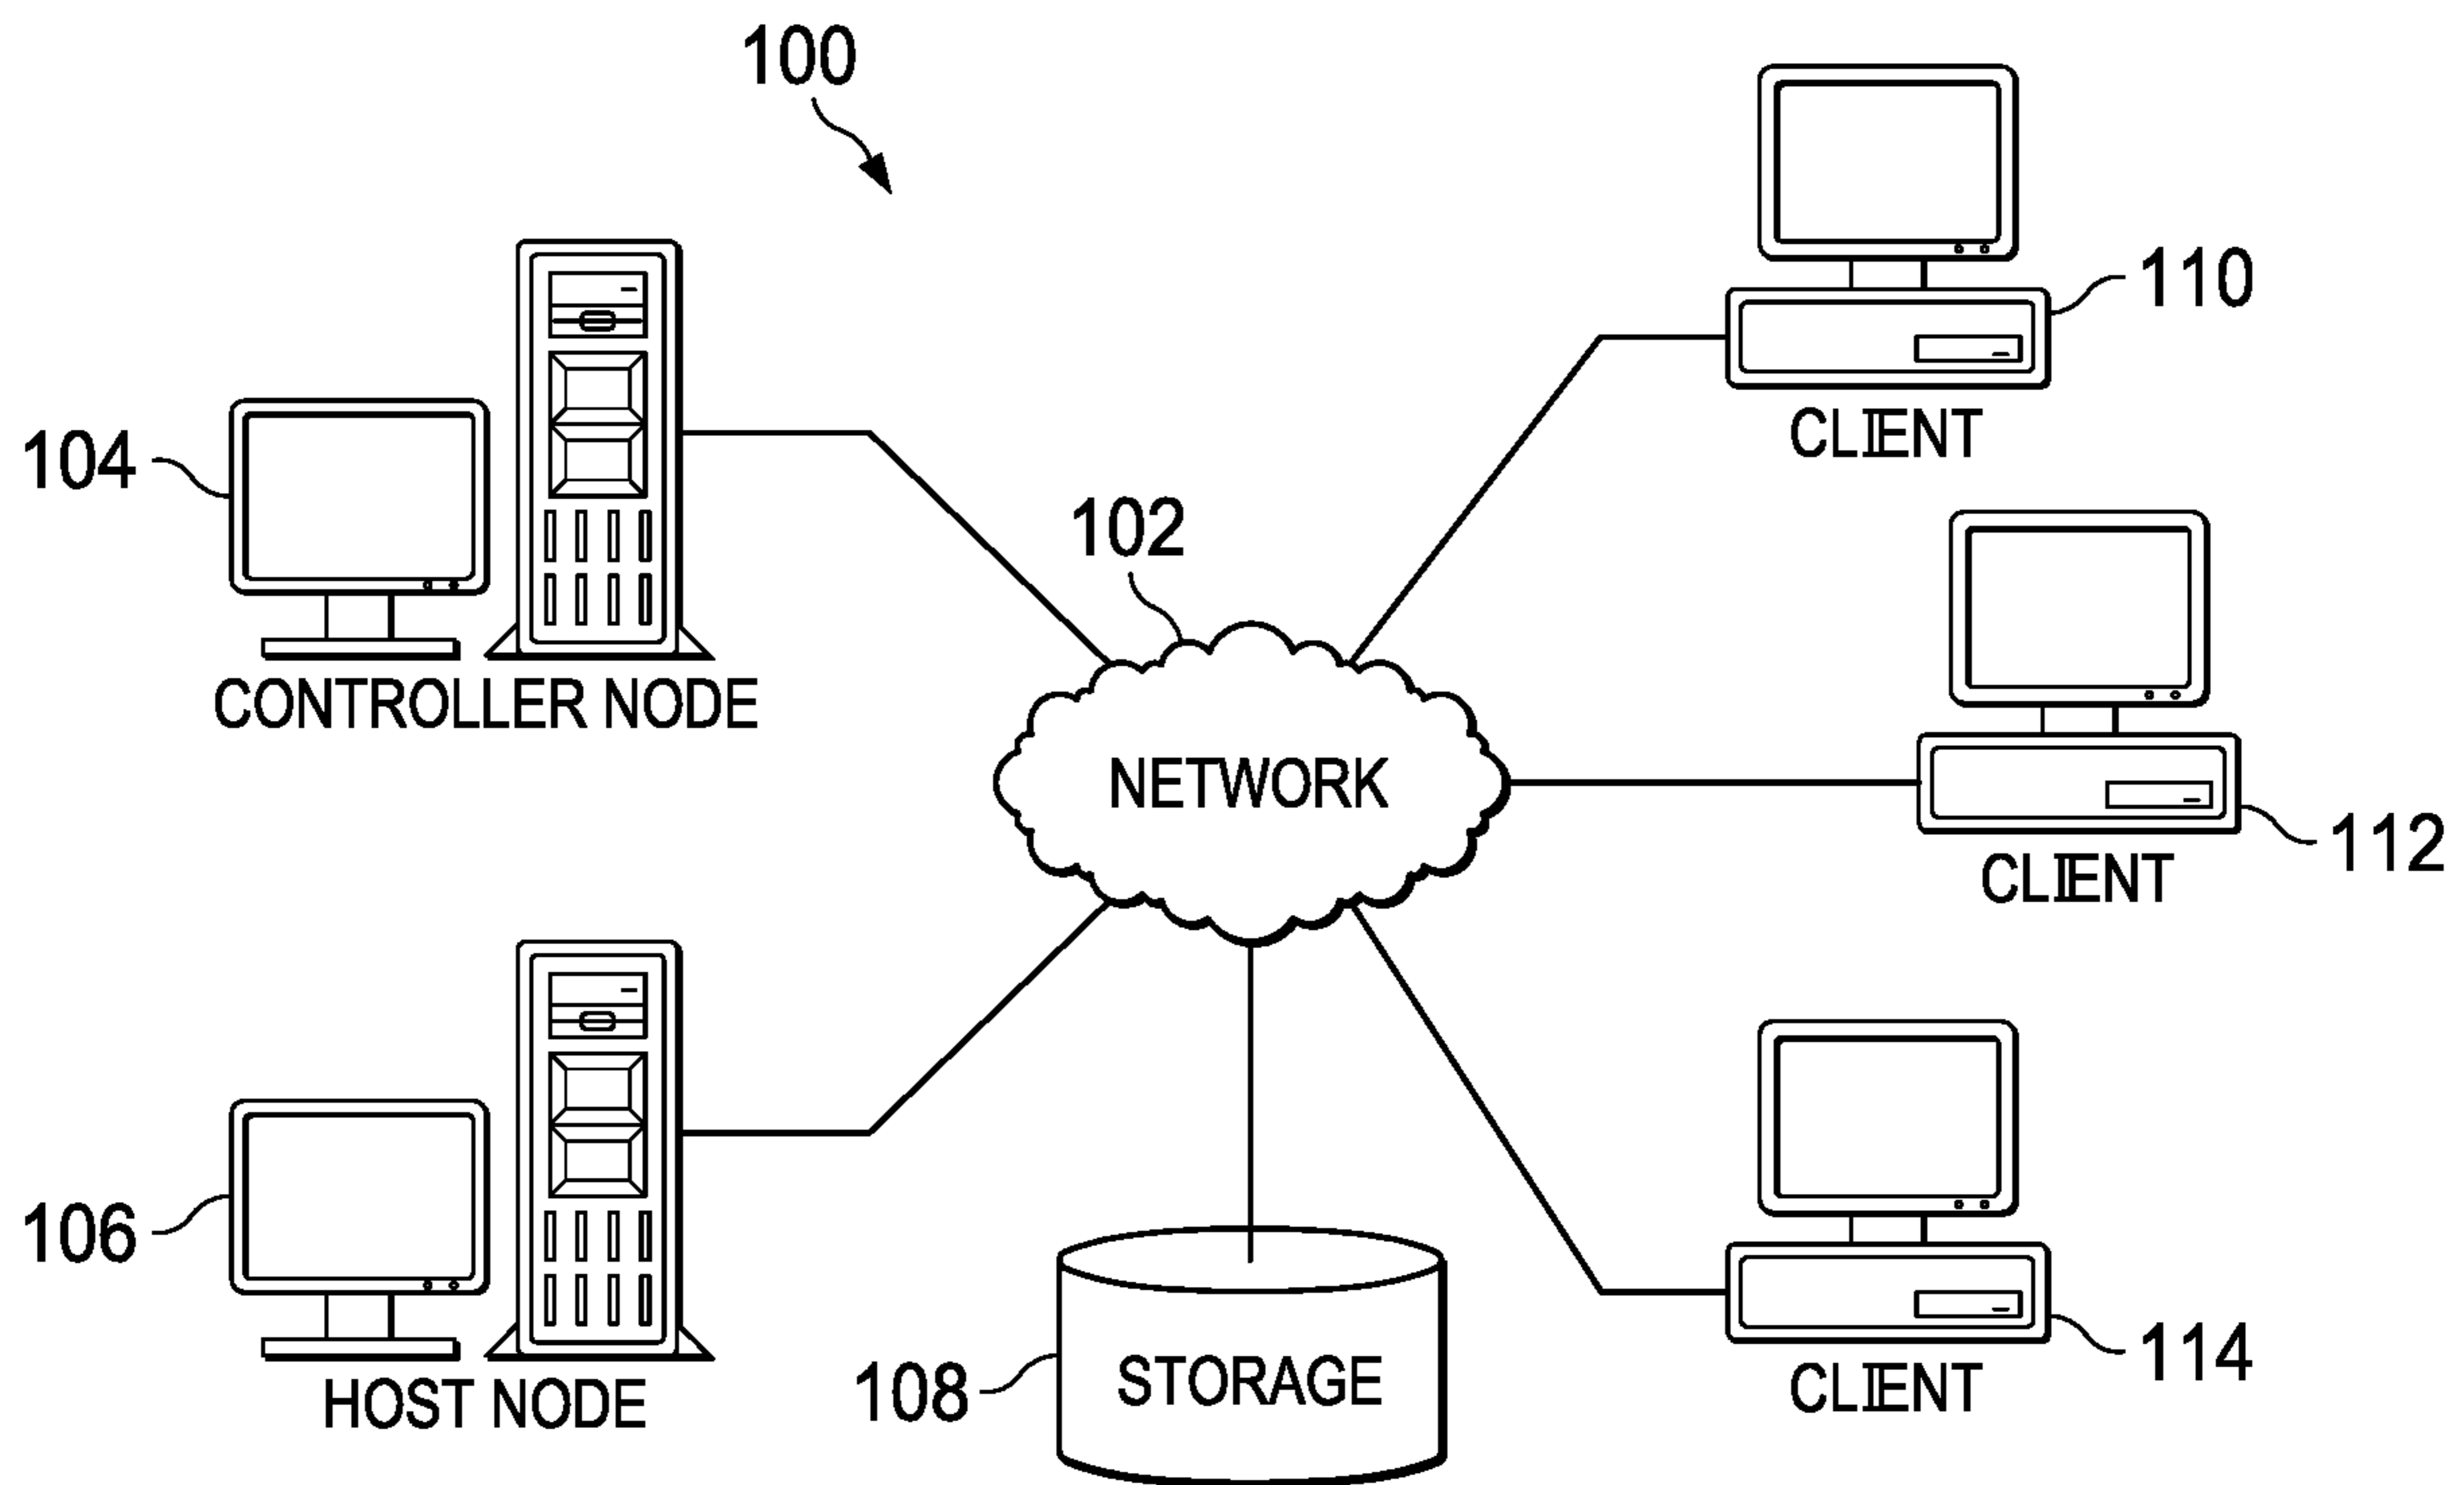 100
110
CLIENT
104
CONTROLLER NODE
102
NETWORK
112
CLIENT
106
HOST NODE
108
STORAGE
114
CLIENT